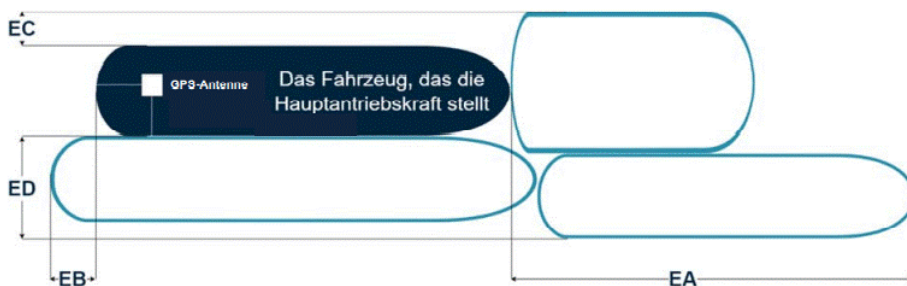 EC
GPS-Antenne
Das Fahrzeug, das die
Hauptantriebskraft stellt
ED
EB
EA